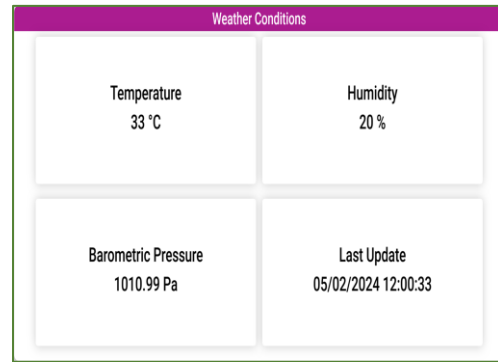 Weather Conditions
Temperature
33 °C
Humidity
20 %
Barometric Pressure
1010.99 Pa
Last Update
05/02/2024 12:00:33